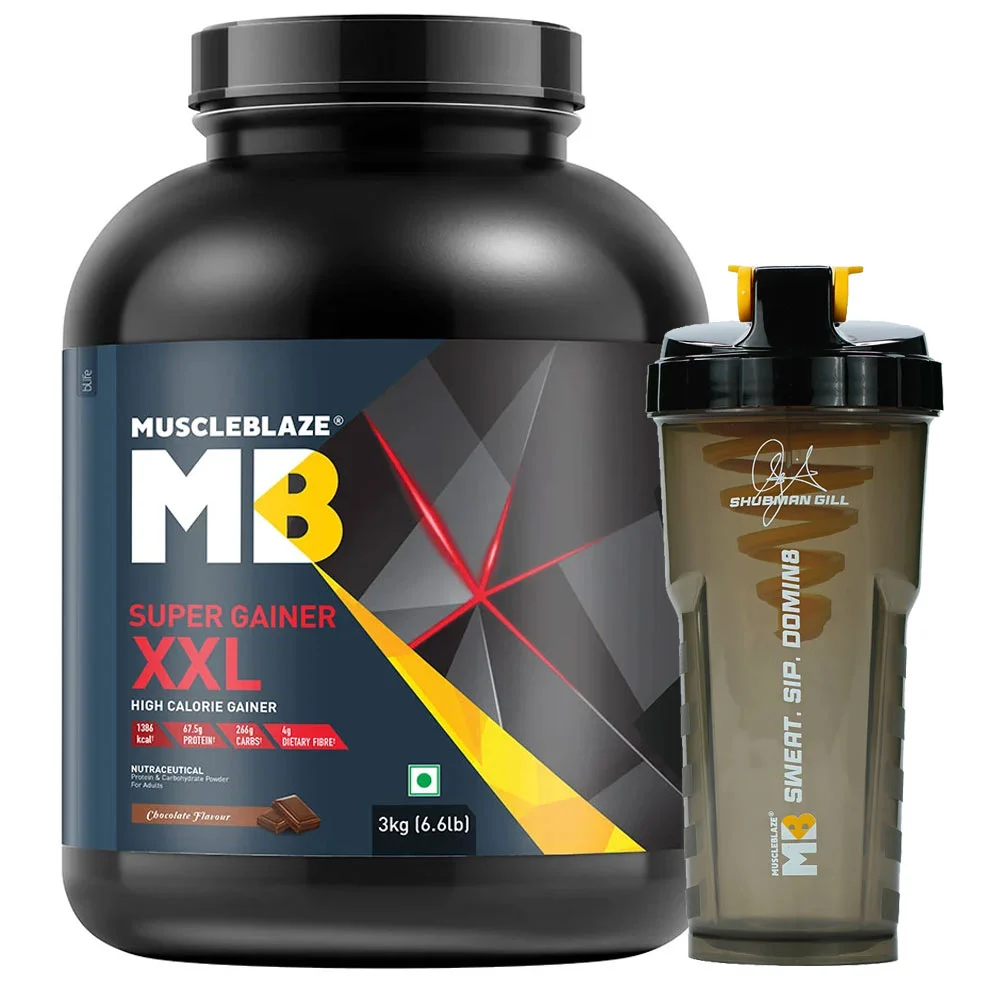 bLife
MUSCLEBLAZE®
MB
SUPER GAINER
XXL
HIGH CALORIE GAINER
1386 kcal†
67.5g PROTEIN‡
266g CARBS‡
4g DIETARY FIBRE‡
NUTRACEUTICAL
Protein & Carbohydrate Powder
For Adults
Chocolate Flavour
3kg (6.6lb)
SHUBMAN GILL
SWEAT. SIP. DOMIN8
MUSCLEBLAZE®
MB